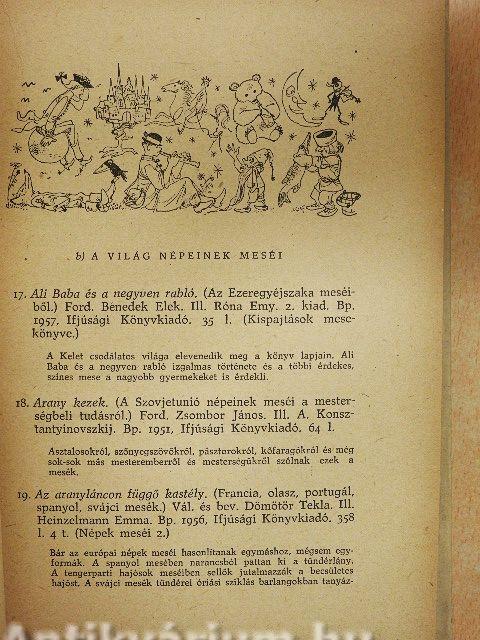 b) A VILÁG NÉPEINEK MESÉI
17. Ali Baba és a negyven rabló. (Az Ezeregyéjszaka meséi-
ből.) Ford. Benedek Elek. Ill. Róna Emy. 2. kiad. Bp.
1957, Ifjúsági Könyvkiadó. 35 l. (Kispajtások mese-
könyve.)
A Kelet csodálatos világa elevenedik meg a könyv lapjain. Ali
Baba és a negyven rabló izgalmas története és a többi érdekes,
színes mese a nagyobb gyermekeket is érdekli.
18. Arany kezek. (A Szovjetunió népeinek meséi a mester-
ségbeli tudásról.) Ford. Zsombor János. Ill. A. Konsz-
tantyinovszkij. Bp. 1951, Ifjúsági Könyvkiadó, 64 l.
Asztalosokról, szőnyegszövőkről, pásztorokról, kőfaragókról és még
sok-sok más mesteremberről és mesterségükről szólnak ezek a
mesék.
19. Az aranyláncon függő kastély. (Francia, olasz, portugál,
spanyol, svájci mesék.) Vál. és bev. Dömötör Tekla. Ill.
Heinzelmann Emma. Bp. 1956, Ifjúsági Könyvkiadó. 358
l. 4 t. (Népek meséi 2.)
Bár az európai népek meséi hasonlítanak egymáshoz, mégsem egy-
formák. A spanyol mesében narancsból pattan ki a tündérlány.
A tengerparti hajósok meséiben sellők jutalmazzák a becsületes
hajóst. A svájci mesék tündérei óriási sziklás barlangokban tanyáz-
Antikvárium.hu